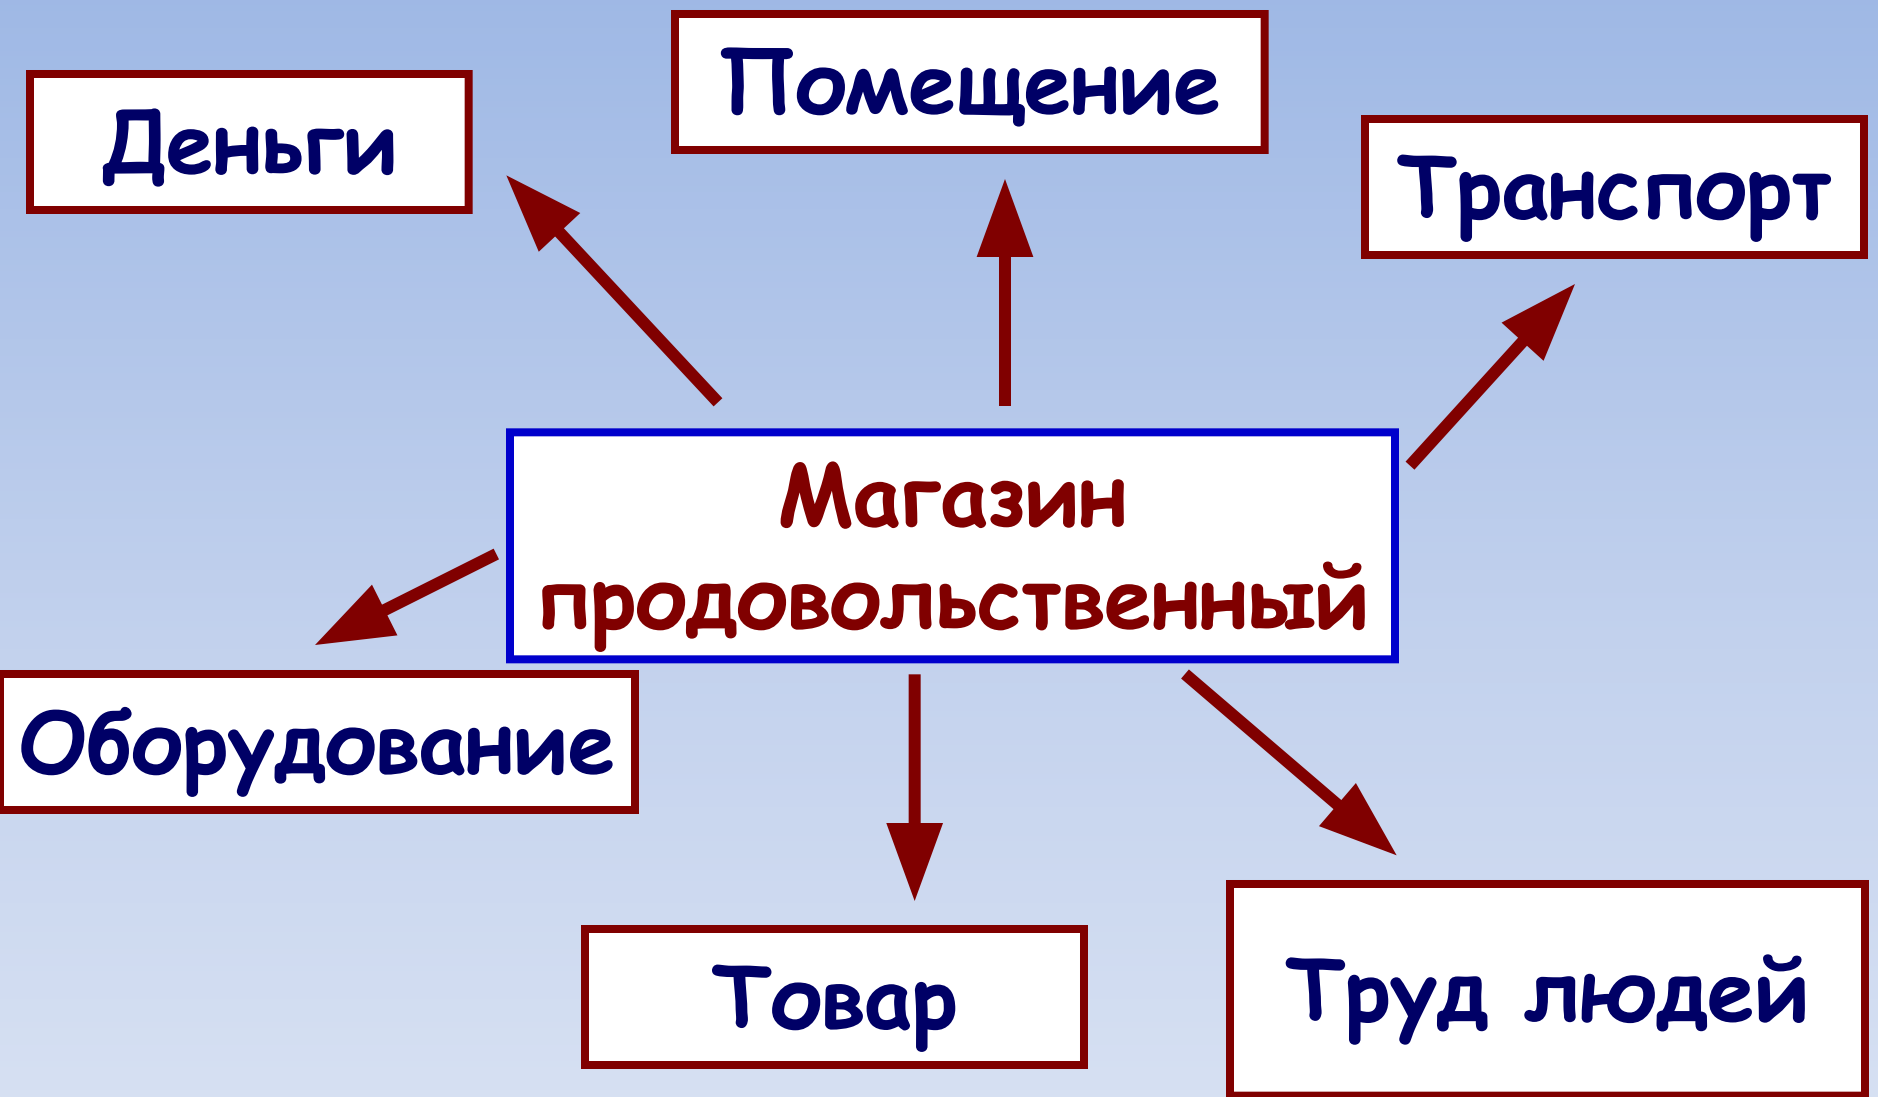 Помещение
Деньги
Транспорт
Магазин
продовольственный
Оборудование
Товар
Труд людей